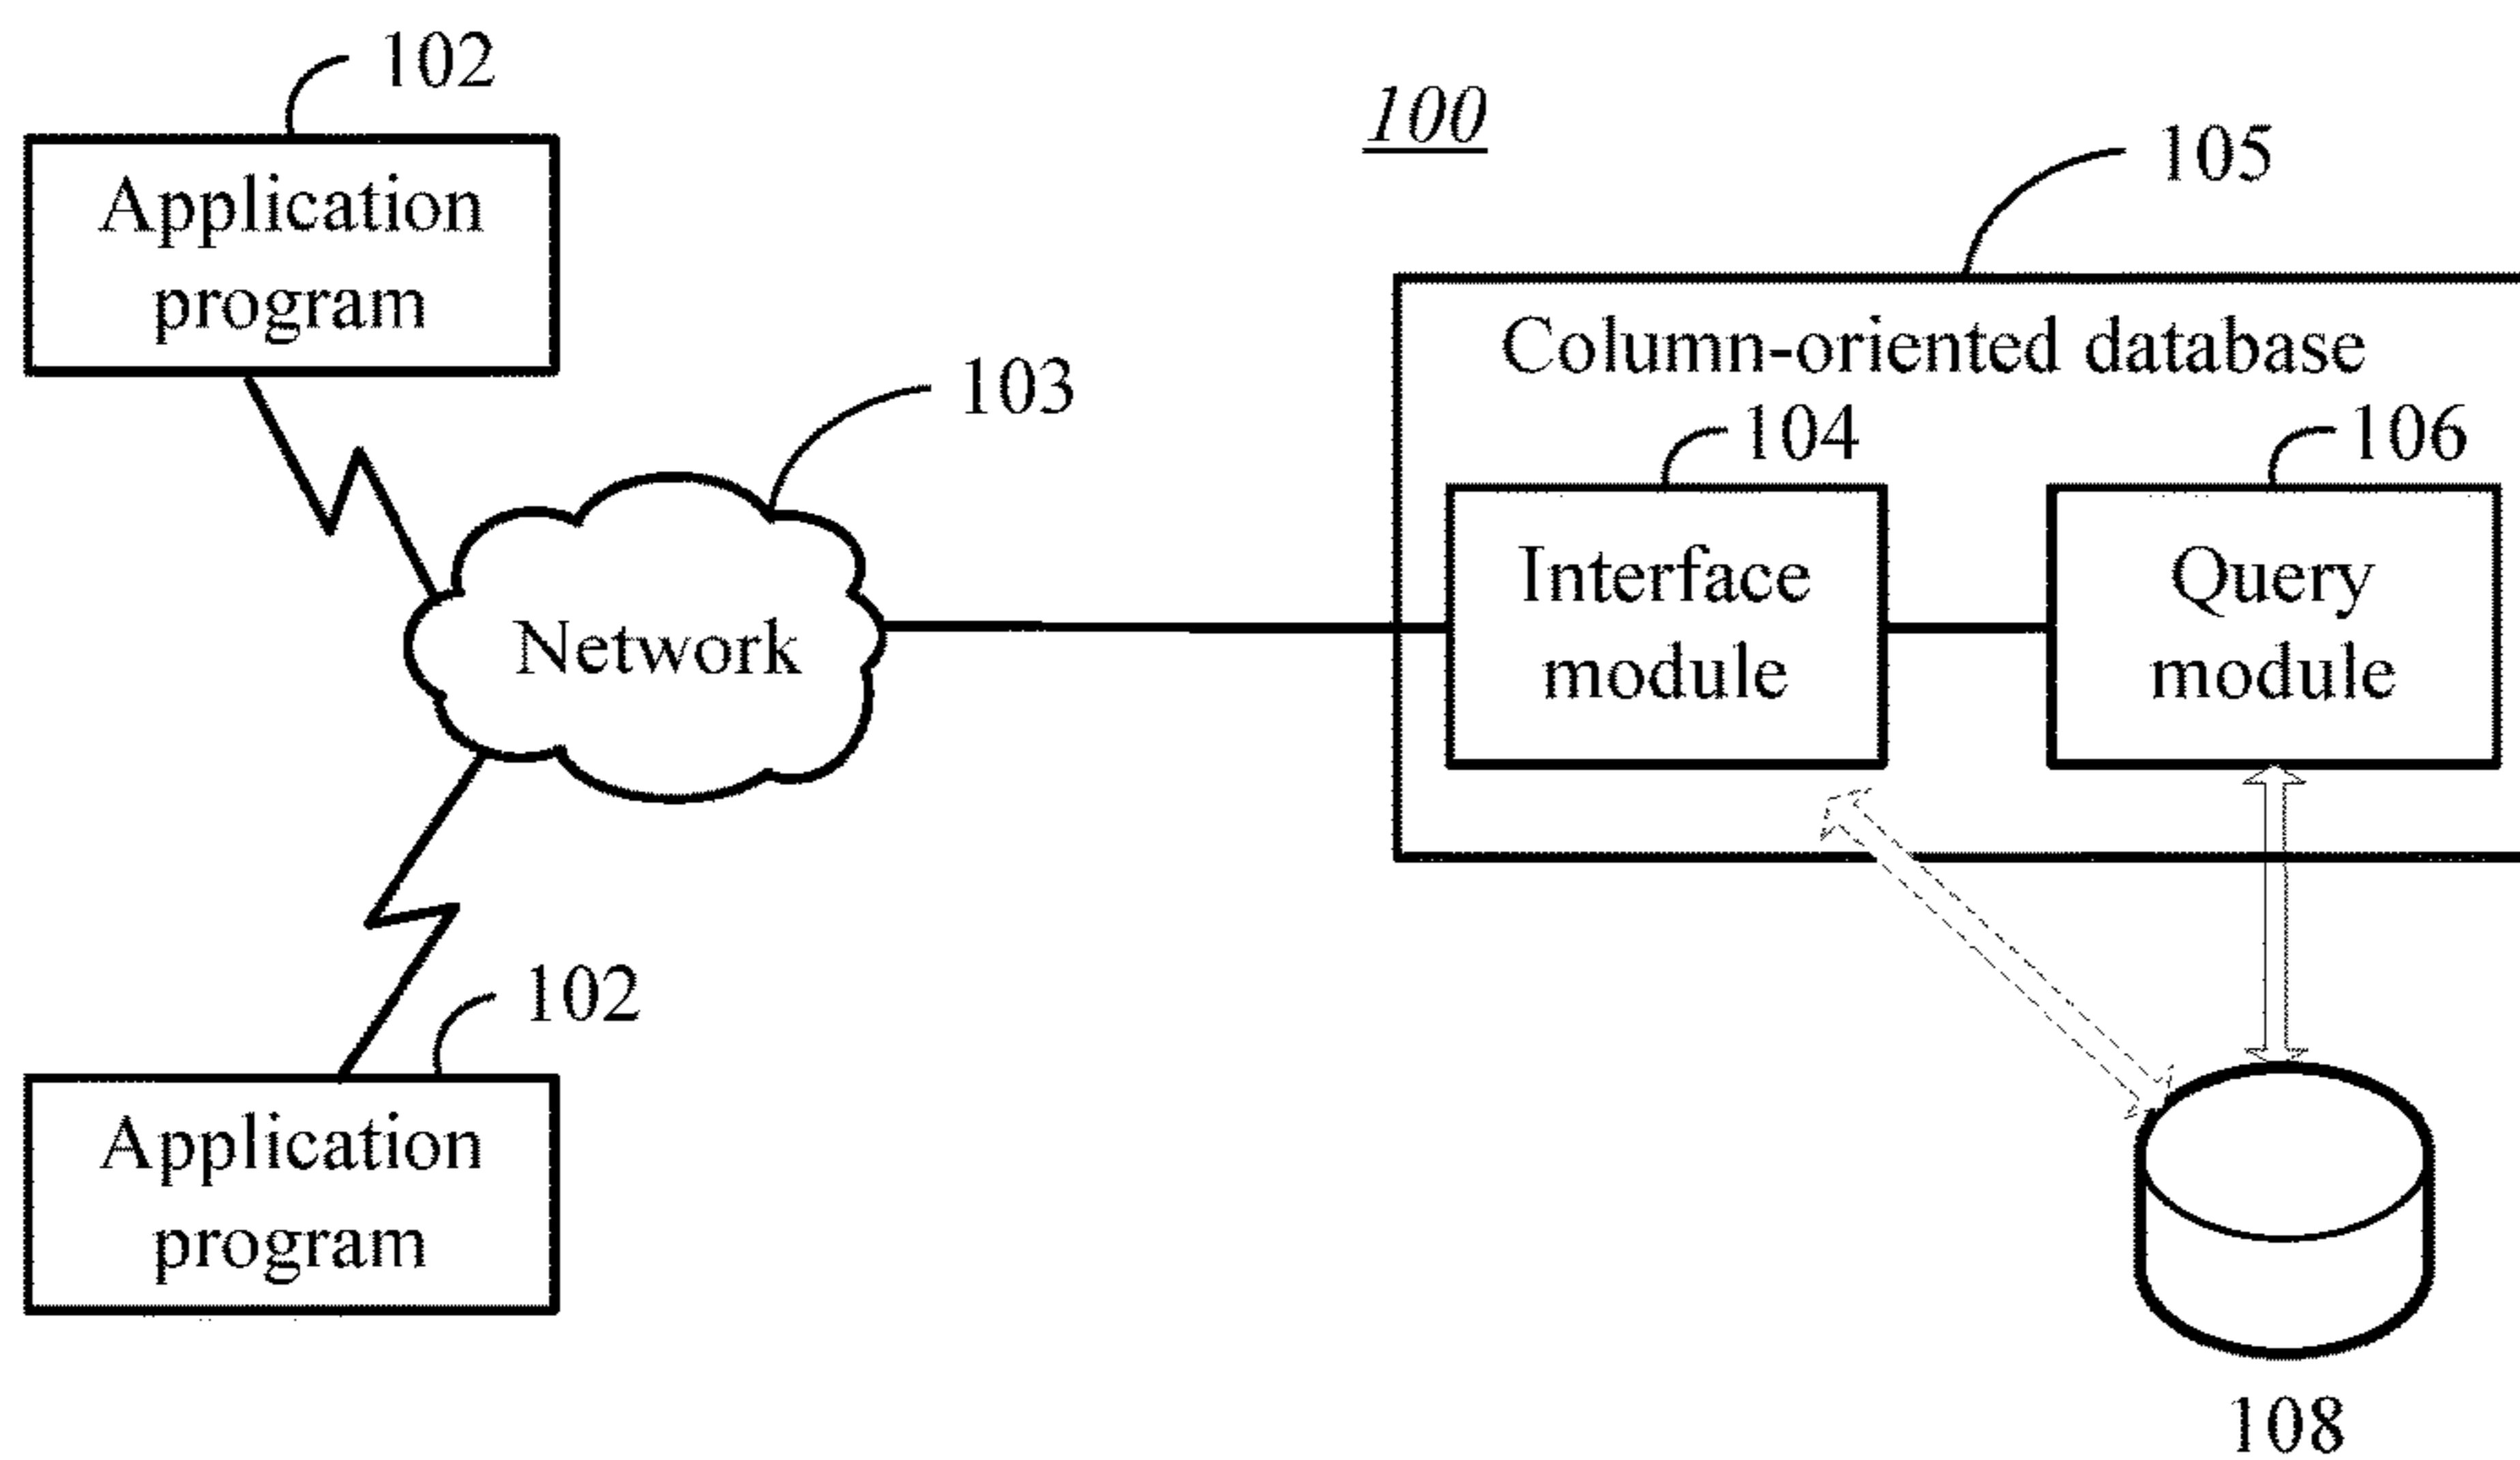 102
Application
program
100
105
Column-oriented database
103
104
106
Interface
module
Query
module
Network
102
Application
program
108